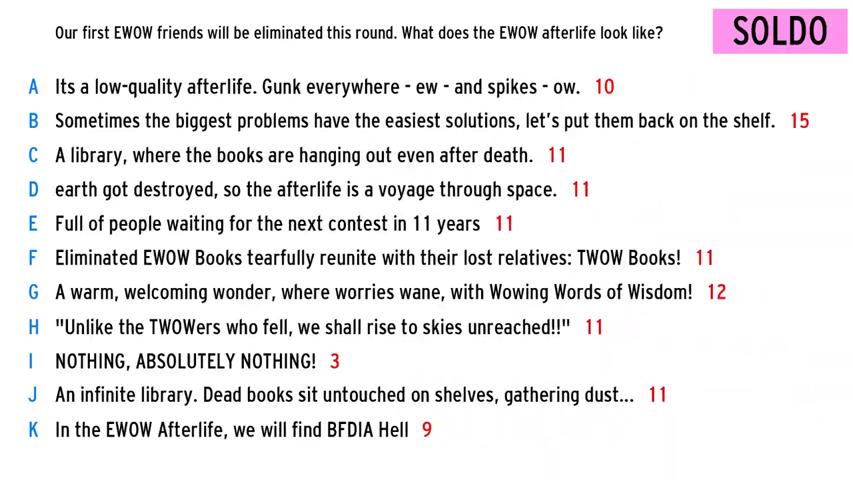 Our first EWOW friends will be eliminated this round. What does the EWOW afterlife look like?
SOLDO
A Its a low-quality afterlife. Gunk everywhere - ew - and spikes - ow. 10
B Sometimes the biggest problems have the easiest solutions, let's put them back on the shelf. 15
C A library, where the books are hanging out even after death. 11
D earth got destroyed, so the afterlife is a voyage through space. 11
E Full of people waiting for the next contest in 11 years 11
F Eliminated EWOW Books tearfully reunite with their lost relatives: TWOW Books! 11
G A warm, welcoming wonder, where worries wane, with Wowing Words of Wisdom! 12
H "Unlike the TWOWers who fell, we shall rise to skies unreached!!" 11
I NOTHING, ABSOLUTELY NOTHING! 3
J An infinite library. Dead books sit untouched on shelves, gathering dust... 11
K In the EWOW Afterlife, we will find BFDIA Hell 9